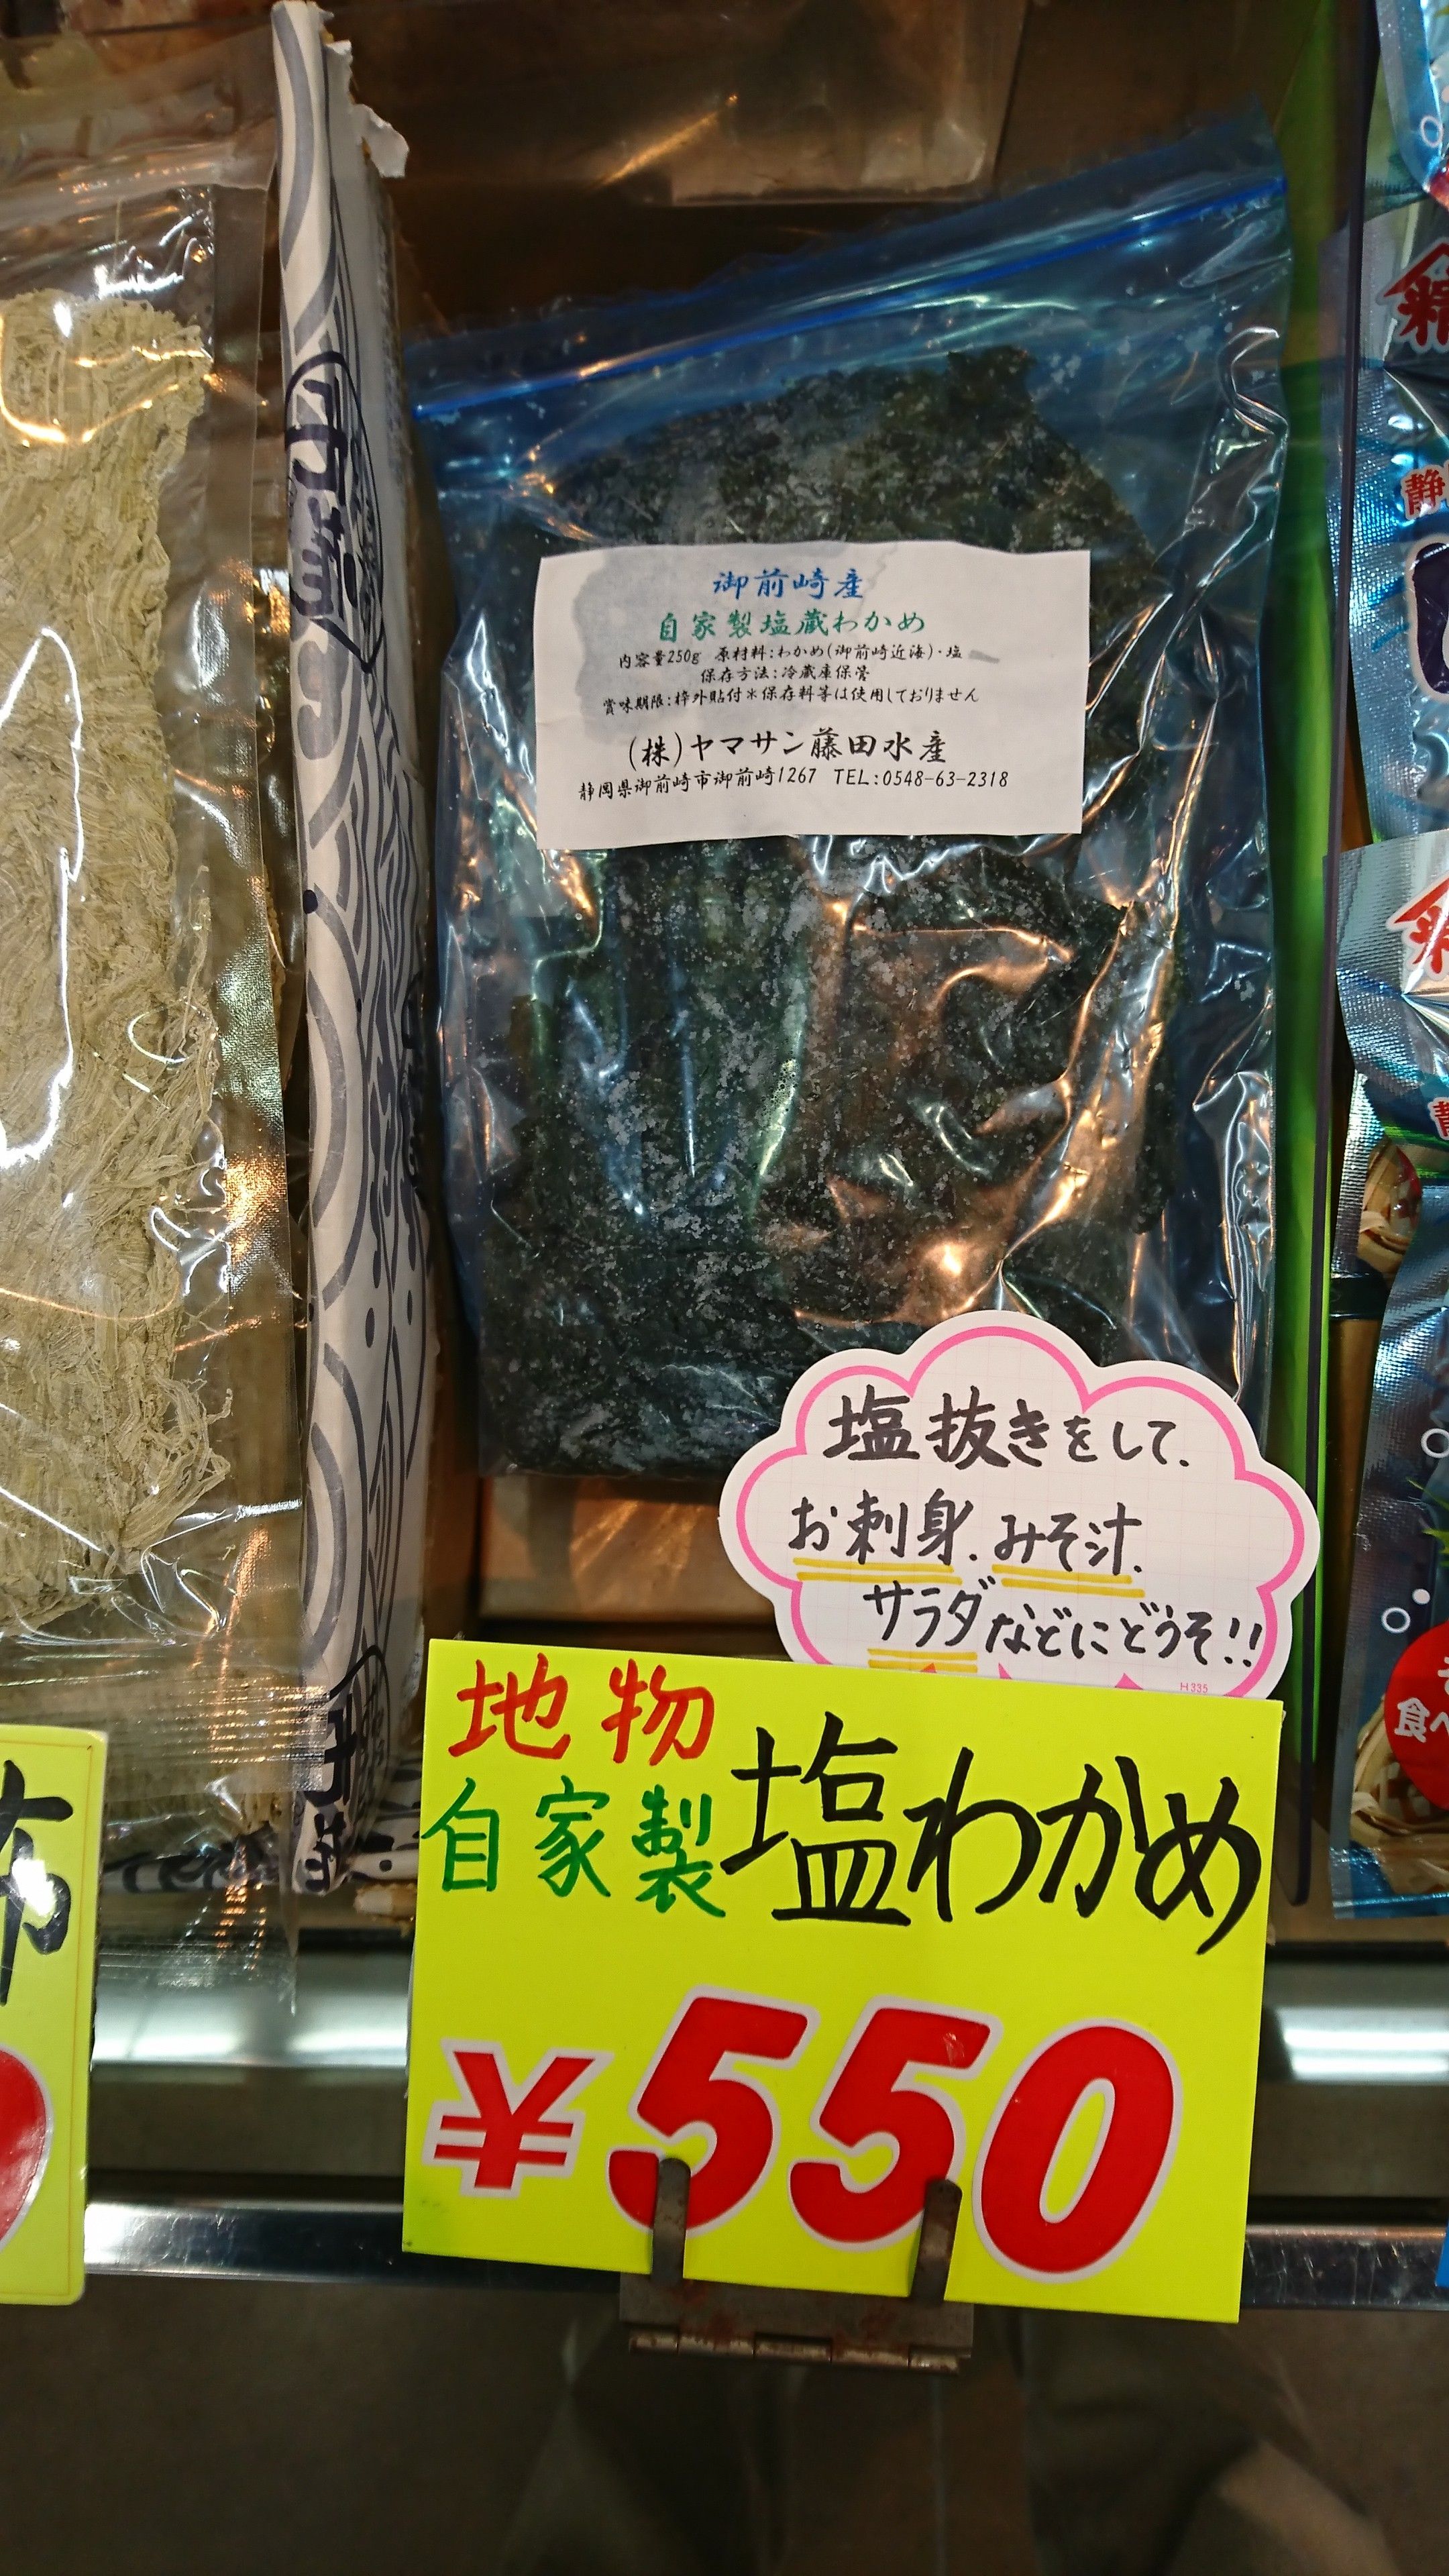 御前崎産
自家製塩蔵わかめ
内容量250g 原材料:わかめ(御前崎近海)・塩
保存方法:冷蔵庫保管
賞味期限:枠外貼付※保存料等は使用しておりません
(株)ヤマサン藤田水産
静岡県御前崎市御前崎1267 TEL:0548-63-2318
塩抜きをして、
お刺身、みそ汁、
サラダなどにどうぞ!!
H335
地物
自家製塩わかめ
¥550
布
静
食べ